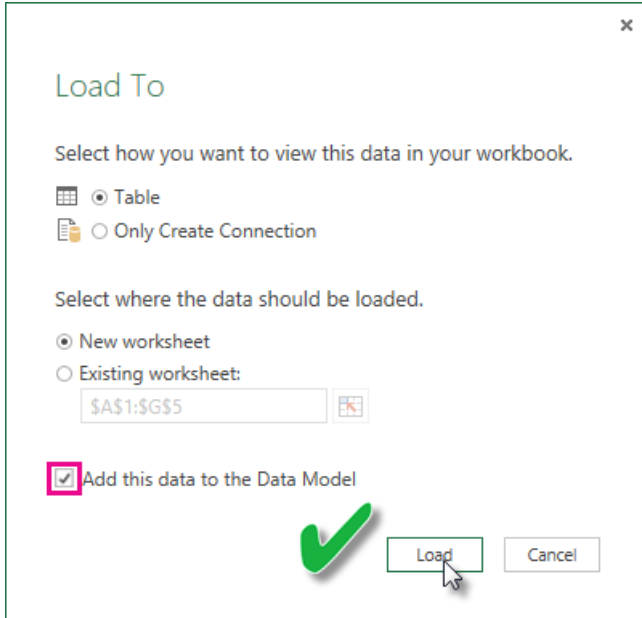 Load To
Select how you want to view this data in your workbook.
Table
Only Create Connection
Select where the data should be loaded.
New worksheet
Existing worksheet:
$A$1:$G$5
Add this data to the Data Model
Load Cancel